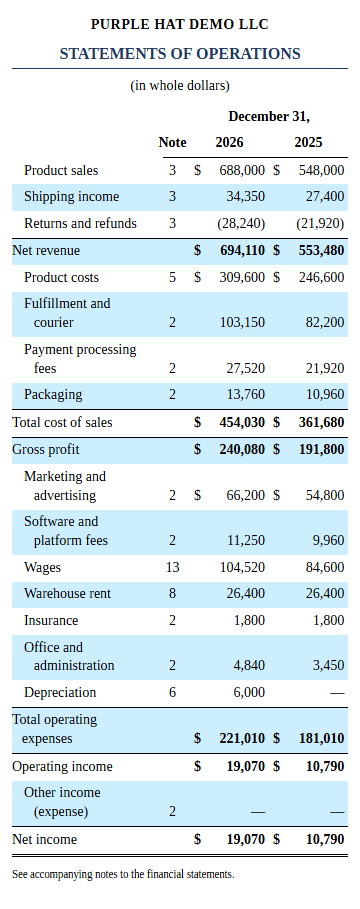 PURPLE HAT DEMO LLC
STATEMENTS OF OPERATIONS
(in whole dollars)
December 31,
Note 2026 2025
Product sales 3 $ 688,000 $ 548,000
Shipping income 3 34,350 27,400
Returns and refunds 3 (28,240) (21,920)
Net revenue $ 694,110 $ 553,480
Product costs 5 $ 309,600 $ 246,600
Fulfillment and
courier 2 103,150 82,200
Payment processing
fees 2 27,520 21,920
Packaging 2 13,760 10,960
Total cost of sales $ 454,030 $ 361,680
Gross profit $ 240,080 $ 191,800
Marketing and
advertising 2 $ 66,200 $ 54,800
Software and
platform fees 2 11,250 9,960
Wages 13 104,520 84,600
Warehouse rent 8 26,400 26,400
Insurance 2 1,800 1,800
Office and
administration 2 4,840 3,450
Depreciation 6 6,000 —
Total operating
expenses $ 221,010 $ 181,010
Operating income $ 19,070 $ 10,790
Other income
(expense) 2 — —
Net income $ 19,070 $ 10,790
See accompanying notes to the financial statements.